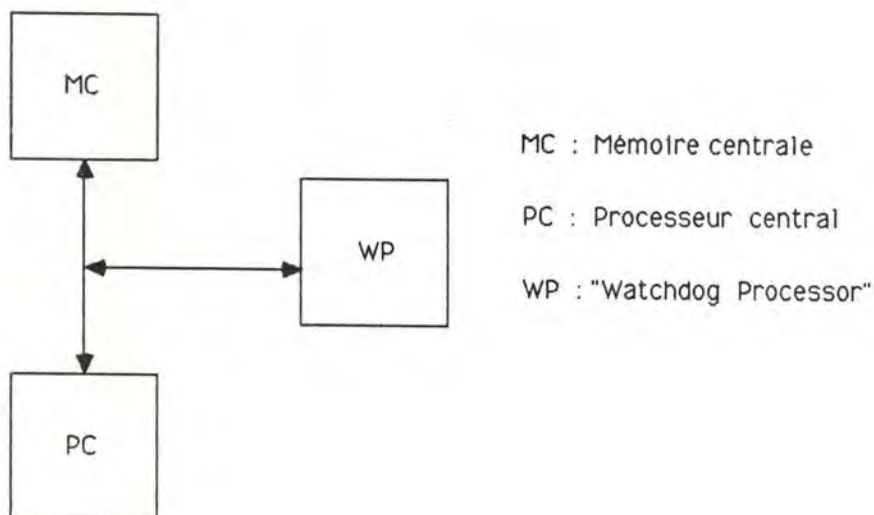 MC
WP
PC
MC : Mémoire centrale
PC : Processeur central
WP : "Watchdog Processor"